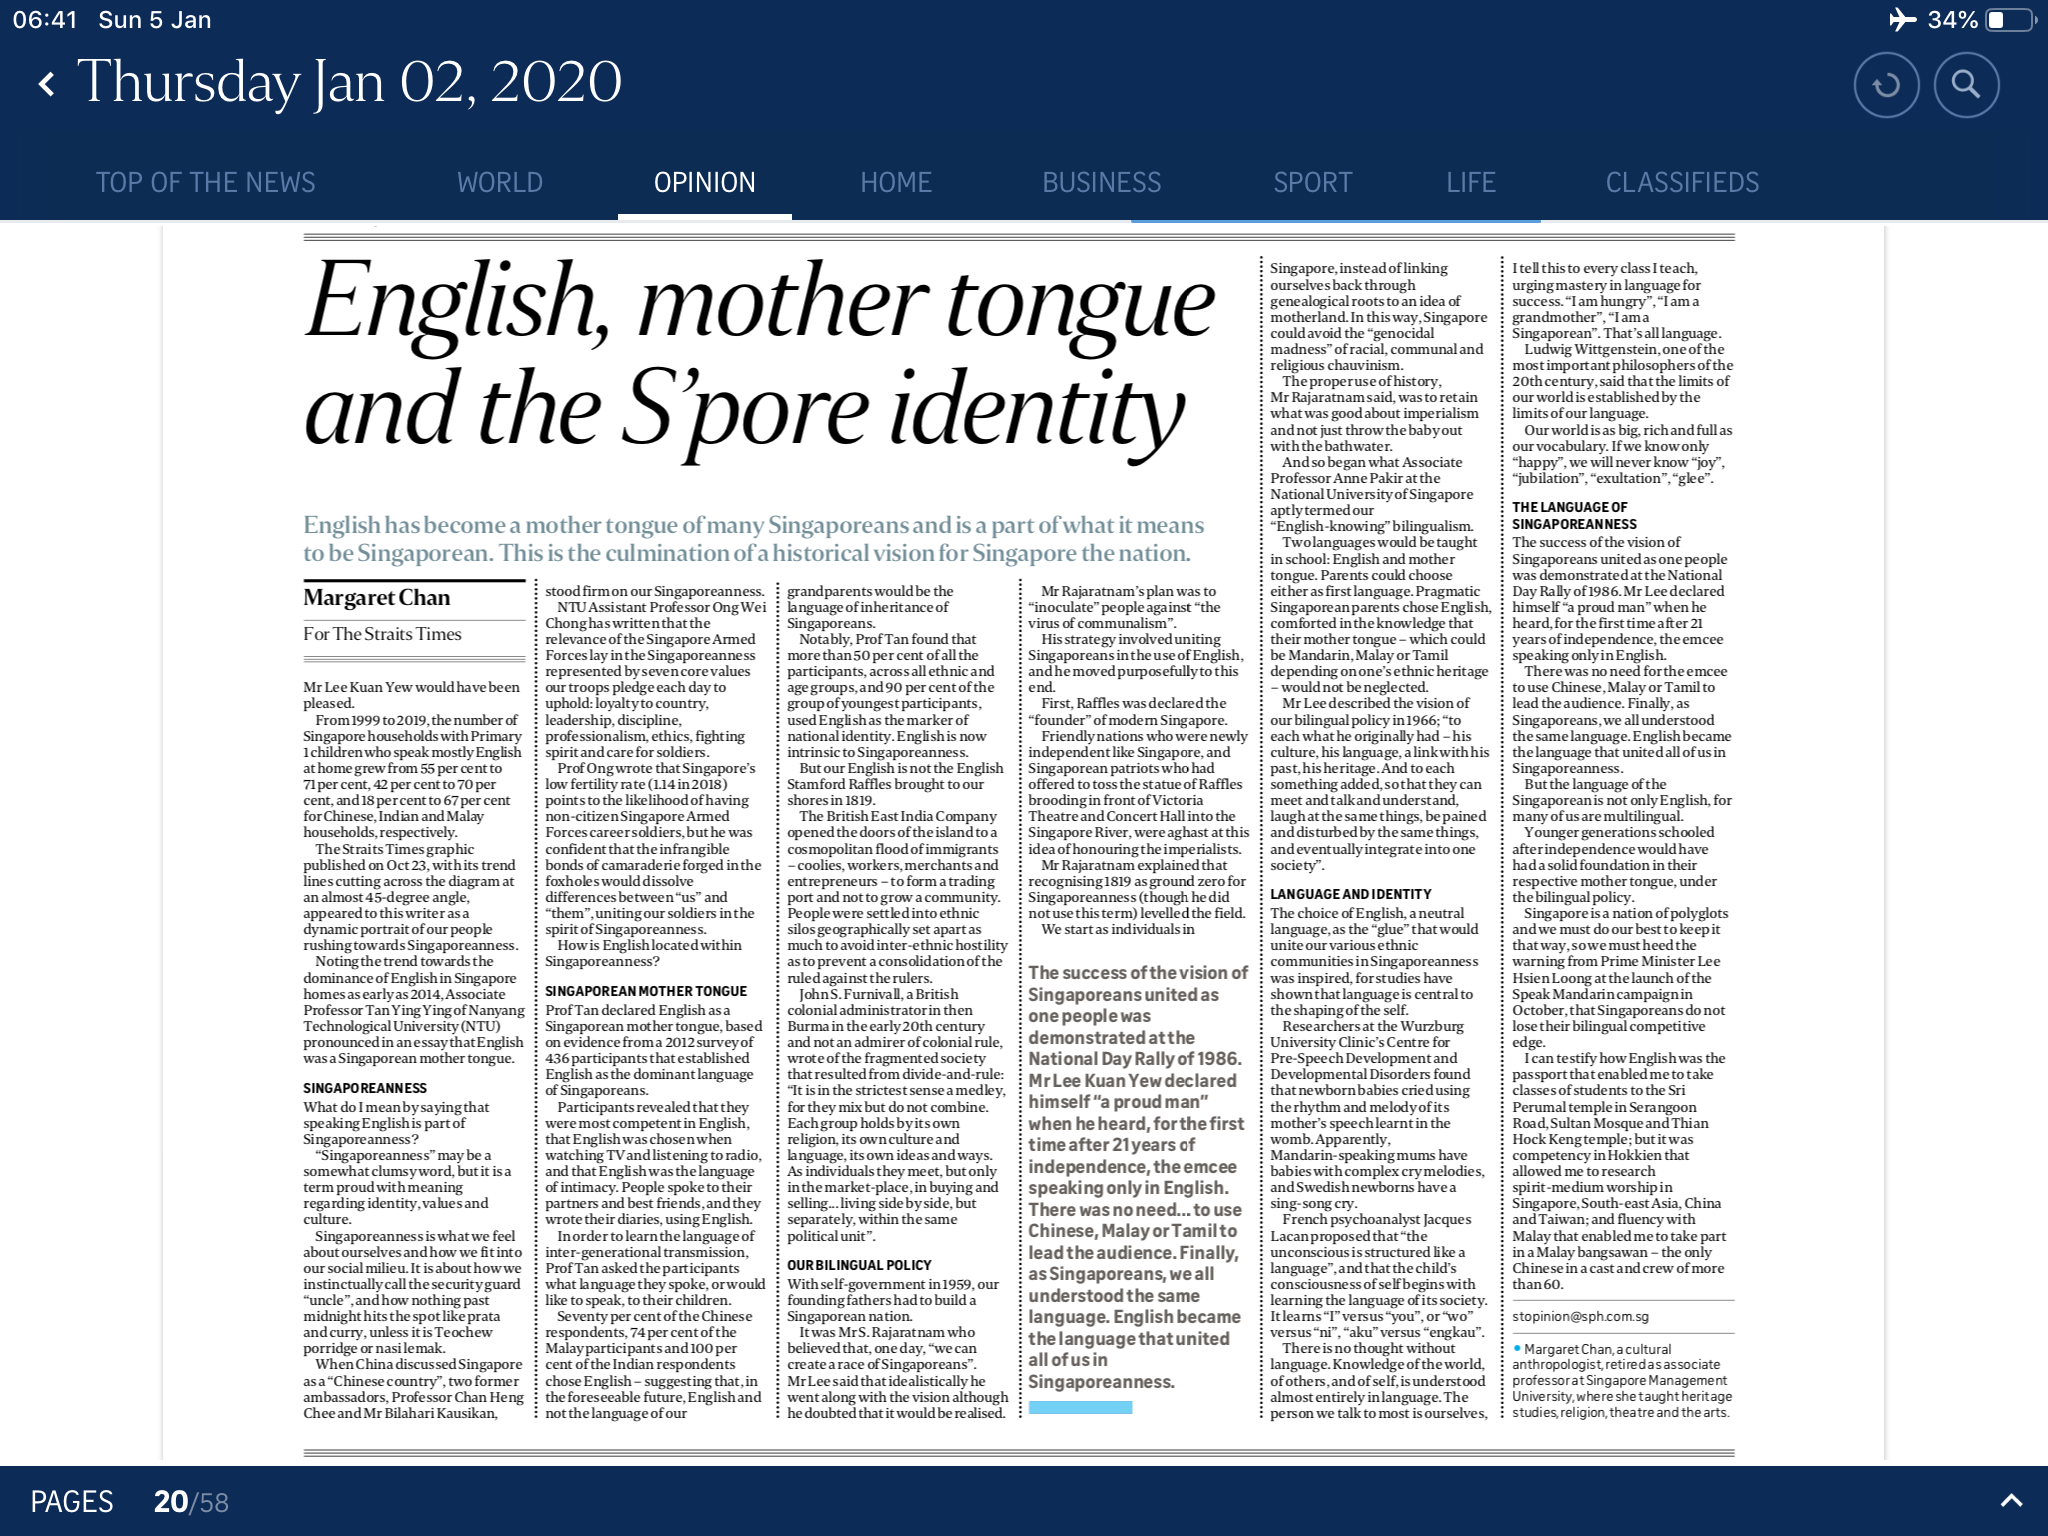 06:41 Sun 5 Jan
34%
Thursday Jan 02, 2020
TOP OF THE NEWS WORLD OPINION HOME BUSINESS SPORT LIFE CLASSIFIEDS
English, mother tongue
and the S’pore identity
English has become a mother tongue of many Singaporeans and is a part of what it means
to be Singaporean. This is the culmination of a historical vision for Singapore the nation.
Margaret Chan
For The Straits Times
Mr Lee Kuan Yew would have been
pleased.
From 1999 to 2019, the number of
Singapore households with Primary
1 children who speak mostly English
at home grew from 55 per cent to
71 per cent, 42 per cent to 70 per
cent, and 18 per cent to 67 per cent
for Chinese, Indian and Malay
households, respectively.
The Straits Times graphic
published on Oct 23, with its trend
lines cutting across the diagram at
an almost 45-degree angle,
appeared to this writer as a
dynamic portrait of our people
rushing towards Singaporeanness.
Noting the trend towards the
dominance of English in Singapore
homes as early as 2014, Associate
Professor Tan Ying Ying of Nanyang
Technological University (NTU)
pronounced in an essay that English
was a Singaporean mother tongue.
SINGAPOREANNESS
What do I mean by saying that
speaking English is part of
Singaporeanness?
“Singaporeanness” may be a
somewhat clumsy word, but it is a
term proud with meaning
regarding identity, values and
culture.
Singaporeanness is what we feel
about ourselves and how we fit into
our social milieu. It is about how we
instinctually call the security guard
“uncle”, and how nothing past
midnight hits the spot like prata
and curry, unless it is Teochew
porridge or nasi lemak.
When China discussed Singapore
as a “Chinese country”, two former
ambassadors, Professor Chan Heng
Chee and Mr Bilahari Kausikan,
stood firm on our Singaporeanness.
NTU Assistant Professor Ong Wei
Chong has written that the
relevance of the Singapore Armed
Forces lay in the Singaporeanness
represented by seven core values
our troops pledge each day to
uphold: loyalty to country,
leadership, discipline,
professionalism, ethics, fighting
spirit and care for soldiers.
Prof Ong wrote that Singapore’s
low fertility rate (1.14 in 2018)
points to the likelihood of having
non-citizen Singapore Armed
Forces career soldiers, but he was
confident that the infrangible
bonds of camaraderie forged in the
foxholes would dissolve
differences between “us” and
“them”, uniting our soldiers in the
spirit of Singaporeanness.
How is English located within
Singaporeanness?
SINGAPOREAN MOTHER TONGUE
Prof Tan declared English as a
Singaporean mother tongue, based
on evidence from a 2012 survey of
436 participants that established
English as the dominant language
of Singaporeans.
Participants revealed that they
were most competent in English,
that English was chosen when
watching TV and listening to radio,
and that English was the language
of intimacy. People spoke to their
partners and best friends, and they
wrote their diaries, using English.
In order to learn the language of
inter-generational transmission,
Prof Tan asked the participants
what language they spoke, or would
like to speak, to their children.
Seventy per cent of the Chinese
respondents, 74 per cent of the
Malay participants and 100 per
cent of the Indian respondents
chose English – suggesting that, in
the foreseeable future, English and
not the language of our
grandparents would be the
language of inheritance of
Singaporeans.
Notably, Prof Tan found that
more than 50 per cent of all the
participants, across all ethnic and
age groups, and 90 per cent of the
group of youngest participants,
used English as the marker of
national identity. English is now
intrinsic to Singaporeanness.
But our English is not the English
Stamford Raffles brought to our
shores in 1819.
The British East India Company
opened the doors of the island to a
cosmopolitan flood of immigrants
– coolies, workers, merchants and
entrepreneurs – to form a trading
port and not to grow a community.
People were settled into ethnic
silos geographically set apart as
much to avoid inter-ethnic hostility
as to prevent a consolidation of the
ruled against the rulers.
John S. Furnivall, a British
colonial administrator in then
Burma in the early 20th century
and not an admirer of colonial rule,
wrote of the fragmented society
that resulted from divide-and-rule:
“It is in the strictest sense a medley,
for they mix but do not combine.
Each group holds by its own
religion, its own culture and
language, its own ideas and ways.
As individuals they meet, but only
in the market-place, in buying and
selling... living side by side, but
separately, within the same
political unit”.
OUR BILINGUAL POLICY
With self-government in 1959, our
founding fathers had to build a
Singaporean nation.
It was Mr S. Rajaratnam who
believed that, one day, “we can
create a race of Singaporeans”.
Mr Lee said that idealistically he
went along with the vision although
he doubted that it would be realised.
Mr Rajaratnam’s plan was to
“inoculate” people against “the
virus of communalism”.
His strategy involved uniting
Singaporeans in the use of English,
and he moved purposefully to this
end.
First, Raffles was declared the
“founder” of modern Singapore.
Friendly nations who were newly
independent like Singapore, and
Singaporean patriots who had
offered to toss the statue of Raffles
brooding in front of Victoria
Theatre and Concert Hall into the
Singapore River, were aghast at this
idea of honouring the imperialists.
Mr Rajaratnam explained that
recognising 1819 as ground zero for
Singaporeanness (though he did
not use this term) levelled the field.
We start as individuals in
The success of the vision of
Singaporeans united as
one people was
demonstrated at the
National Day Rally of 1986.
Mr Lee Kuan Yew declared
himself “a proud man”
when he heard, for the first
time after 21 years of
independence, the emcee
speaking only in English.
There was no need... to use
Chinese, Malay or Tamil to
lead the audience. Finally,
as Singaporeans, we all
understood the same
language. English became
the language that united
all of us in
Singaporeanness.
Singapore, instead of linking
ourselves back through
genealogical roots to an idea of
motherland. In this way, Singapore
could avoid the “genocidal
madness” of racial, communal and
religious chauvinism.
The proper use of history,
Mr Rajaratnam said, was to retain
what was good about imperialism
and not just throw the baby out
with the bathwater.
And so began what Associate
Professor Anne Pakir at the
National University of Singapore
aptly termed our
“English-knowing” bilingualism.
Two languages would be taught
in school: English and mother
tongue. Parents could choose
either as first language. Pragmatic
Singaporean parents chose English,
comforted in the knowledge that
their mother tongue – which could
be Mandarin, Malay or Tamil
depending on one’s ethnic heritage
– would not be neglected.
Mr Lee described the vision of
our bilingual policy in 1966; “to
each what he originally had – his
culture, his language, a link with his
past, his heritage. And to each
something added, so that they can
meet and talk and understand,
laugh at the same things, be pained
and disturbed by the same things,
and eventually integrate into one
society”.
LANGUAGE AND IDENTITY
The choice of English, a neutral
language, as the “glue” that would
unite our various ethnic
communities in Singaporeanness
was inspired, for studies have
shown that language is central to
the shaping of the self.
Researchers at the Wurzburg
University Clinic’s Centre for
Pre-Speech Development and
Developmental Disorders found
that newborn babies cried using
the rhythm and melody of its
mother’s speech learnt in the
womb. Apparently,
Mandarin-speaking mums have
babies with complex cry melodies,
and Swedish newborns have a
sing-song cry.
French psychoanalyst Jacques
Lacan proposed that “the
unconscious is structured like a
language”, and that the child’s
consciousness of self begins with
learning the language of its society.
It learns “I” versus “you”, or “wo”
versus “ni”, “aku” versus “engkau”.
There is no thought without
language. Knowledge of the world,
of others, and of self, is understood
almost entirely in language. The
person we talk to most is ourselves,
I tell this to every class I teach,
urging mastery in language for
success. “I am hungry”, “I am a
grandmother”, “I am a
Singaporean”. That’s all language.
Ludwig Wittgenstein, one of the
most important philosophers of the
20th century, said that the limits of
our world is established by the
limits of our language.
Our world is as big, rich and full as
our vocabulary. If we know only
“happy”, we will never know “joy”,
“jubilation”, “exultation”, “glee”.
THE LANGUAGE OF
SINGAPOREANNESS
The success of the vision of
Singaporeans united as one people
was demonstrated at the National
Day Rally of 1986. Mr Lee declared
himself “a proud man” when he
heard, for the first time after 21
years of independence, the emcee
speaking only in English.
There was no need for the emcee
to use Chinese, Malay or Tamil to
lead the audience. Finally, as
Singaporeans, we all understood
the same language. English became
the language that united all of us in
Singaporeanness.
But the language of the
Singaporean is not only English, for
many of us are multilingual.
Younger generations schooled
after independence would have
had a solid foundation in their
respective mother tongue, under
the bilingual policy.
Singapore is a nation of polyglots
and we must do our best to keep it
that way, so we must heed the
warning from Prime Minister Lee
Hsien Loong at the launch of the
Speak Mandarin campaign in
October, that Singaporeans do not
lose their bilingual competitive
edge.
I can testify how English was the
passport that enabled me to take
classes of students to the Sri
Perumal temple in Serangoon
Road, Sultan Mosque and Thian
Hock Keng temple; but it was
competency in Hokkien that
allowed me to research
spirit-medium worship in
Singapore, South-east Asia, China
and Taiwan; and fluency with
Malay that enabled me to take part
in a Malay bangsawan – the only
Chinese in a cast and crew of more
than 60.
stopinion@sph.com.sg
• Margaret Chan, a cultural
anthropologist, retired as associate
professor at Singapore Management
University, where she taught heritage
studies, religion, theatre and the arts.
PAGES 20/58